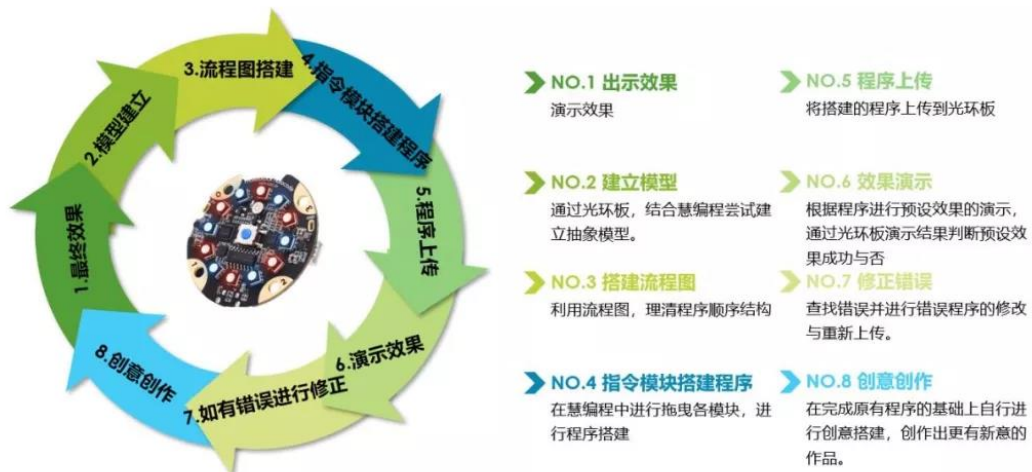 1.最终效果
2.模型建立
3.流程图搭建
4.指令模块搭建程序
5.程序上传
6.演示效果
7.如有错误进行修正
8.创意创作
NO.1 出示效果
演示效果
NO.2 建立模型
通过光环板，结合慧编程尝试建
立抽象模型。
NO.3 搭建流程图
利用流程图，理清程序顺序结构
NO.4 指令模块搭建程序
在慧编程中进行拖曳各模块，进
行程序搭建
NO.5 程序上传
将搭建的程序上传到光环板
NO.6 效果演示
根据程序进行预设效果的演示，
通过光环板演示结果判断预设效
果成功与否
NO.7 修正错误
查找错误并进行错误程序的修改
与重新上传。
NO.8 创意创作
在完成原有程序的基础上自行进
行创意搭建，创作出更有新意的
作品。